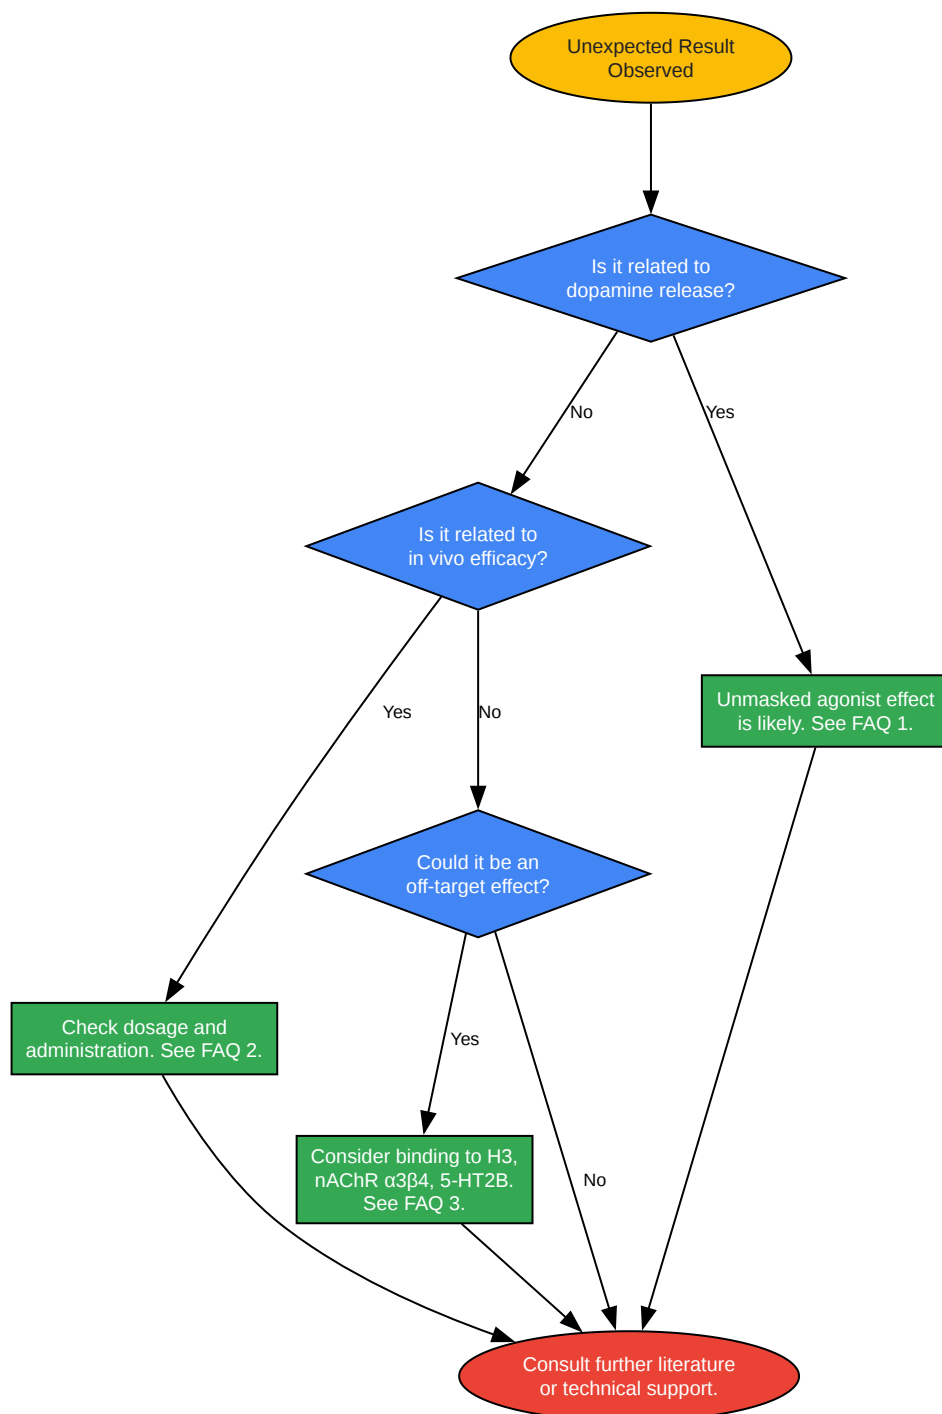 Unexpected Result
Observed
Is it related to
dopamine release?
No
Yes
Is it related to
in vivo efficacy?
Unmasked agonist effect
is likely. See FAQ 1.
Yes
No
Could it be an
off-target effect?
Check dosage and
administration. See FAQ 2.
Yes
Consider binding to H3,
nAChR α3β4, 5-HT2B.
See FAQ 3.
No
Consult further literature
or technical support.